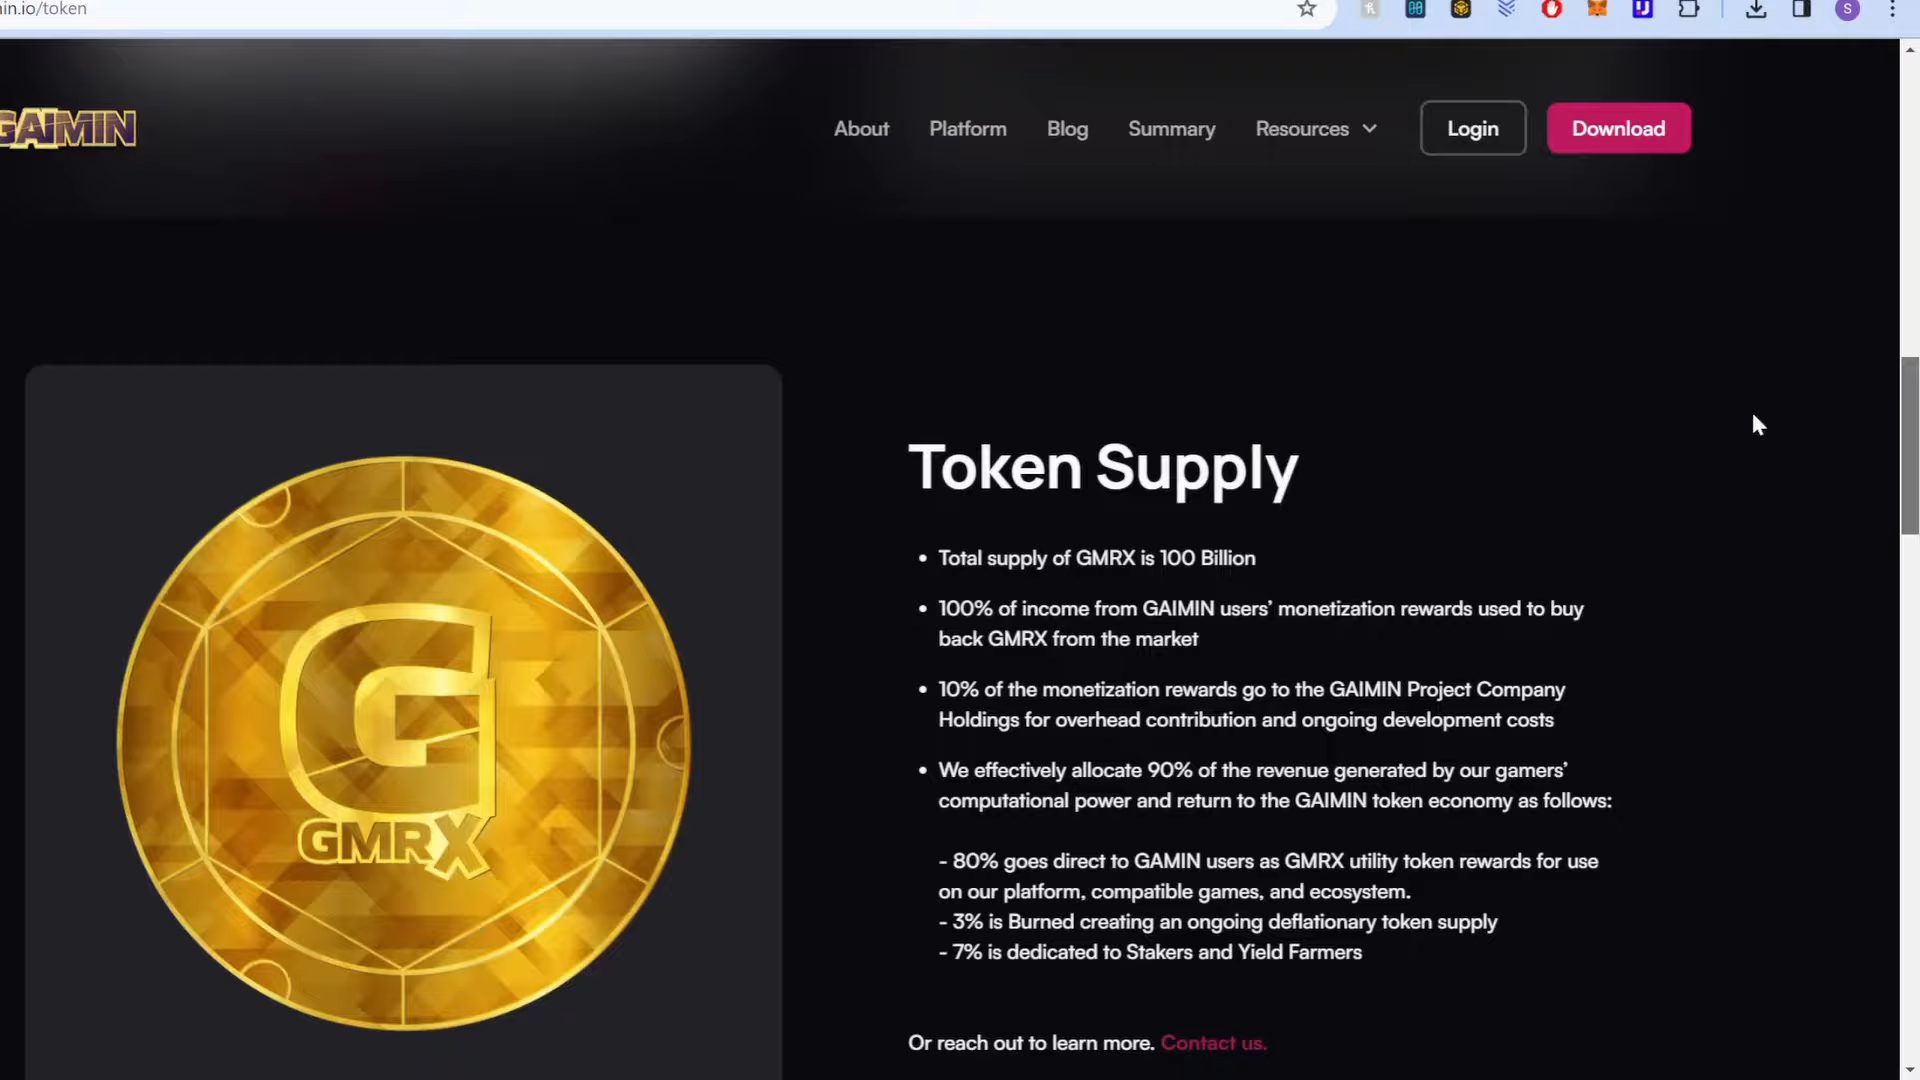 in.io/token
S
GAIMIN
About Platform Blog Summary Resources Login Download
Token Supply
• Total supply of GMRX is 100 Billion
• 100% of income from GAIMIN users’ monetization rewards used to buy
back GMRX from the market
• 10% of the monetization rewards go to the GAIMIN Project Company
Holdings for overhead contribution and ongoing development costs
• We effectively allocate 90% of the revenue generated by our gamers’
computational power and return to the GAIMIN token economy as follows:
- 80% goes direct to GAMIN users as GMRX utility token rewards for use
on our platform, compatible games, and ecosystem.
- 3% is Burned creating an ongoing deflationary token supply
- 7% is dedicated to Stakers and Yield Farmers
Or reach out to learn more. Contact us.
G
GMRX